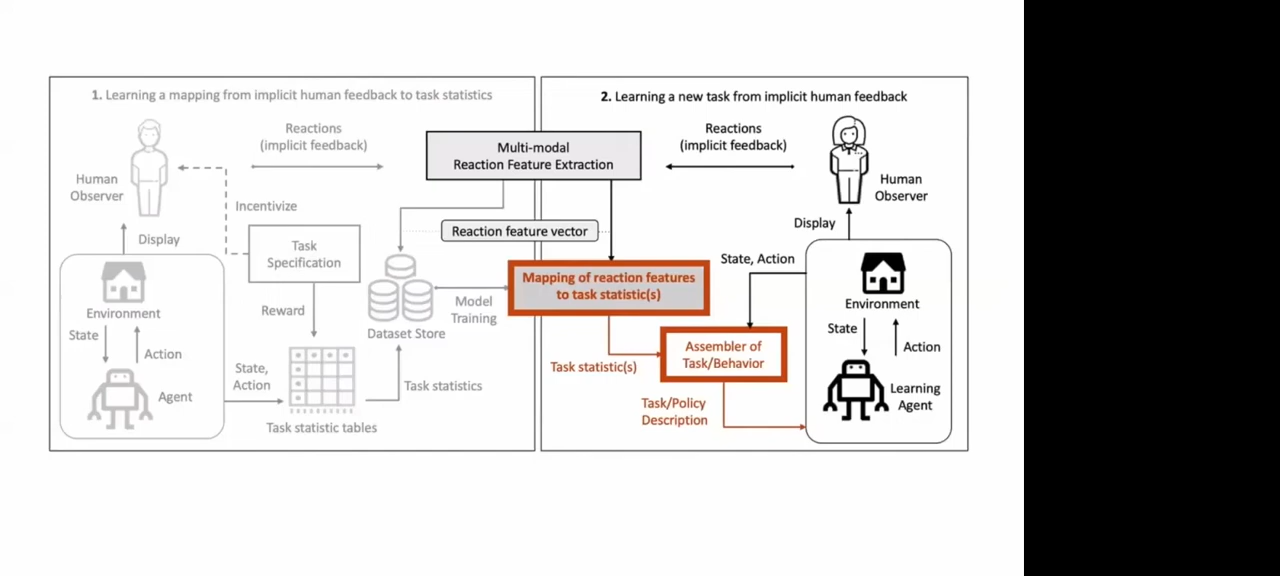 1. Learning a mapping from implicit human feedback to task statistics
Reactions
(implicit feedback)
Human
Observer
Incentivize
Display
Task
Specification
Environment
State
Action
Agent
Reward
State,
Action
Task statistic tables
Task statistics
Dataset Store
Model
Training
Multi-modal
Reaction Feature Extraction
Reaction feature vector
Mapping of reaction features
to task statistic(s)
2. Learning a new task from implicit human feedback
Reactions
(implicit feedback)
Human
Observer
Display
State, Action
Environment
State
Action
Learning
Agent
Assembler of
Task/Behavior
Task statistic(s)
Task/Policy
Description